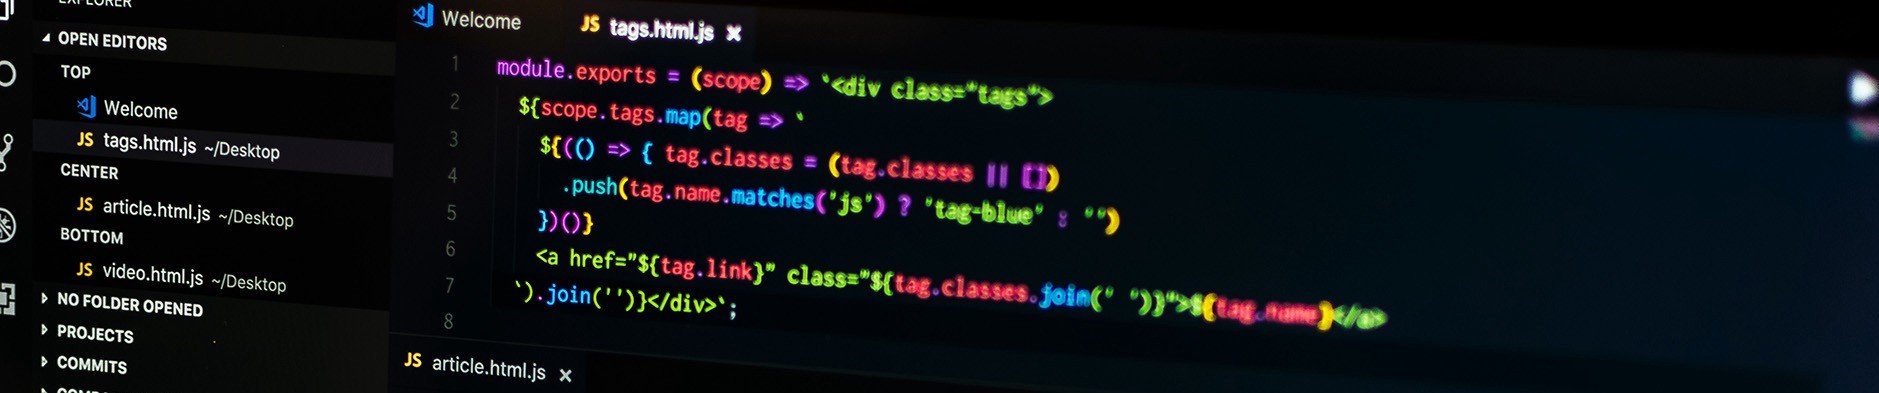 EXPLORER
OPEN EDITORS
TOP
Welcome
JS tags.html.js ~/Desktop
CENTER
JS article.html.js ~/Desktop
BOTTOM
JS video.html.js ~/Desktop
NO FOLDER OPENED
PROJECTS
COMMITS
Welcome
JS tags.html.js ×
1 module.exports = (scope) => `<div class="tags">
2 ${scope.tags.map(tag => `
3 ${(() => { tag.classes = (tag.classes || [])
4 .push(tag.name.matches('js') ? 'tag-blue' : '')
5 })()}
6 <a href="${tag.link}" class="${tag.classes.join(' ')}">${tag.name}</a>
7 `).join('')}</div>`;
8
JS article.html.js ×